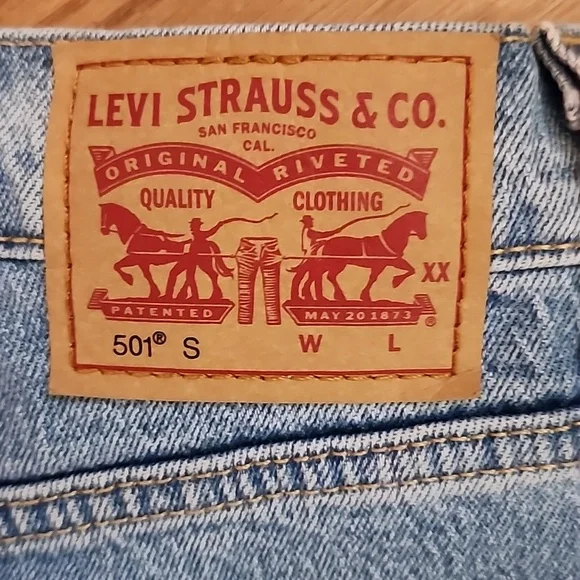 LEVI STRAUSS & CO.
SAN FRANCISCO
CAL.
ORIGINAL RIVETED
QUALITY CLOTHING
XX
PATENTED MAY 20 1873 ®
501® S W L